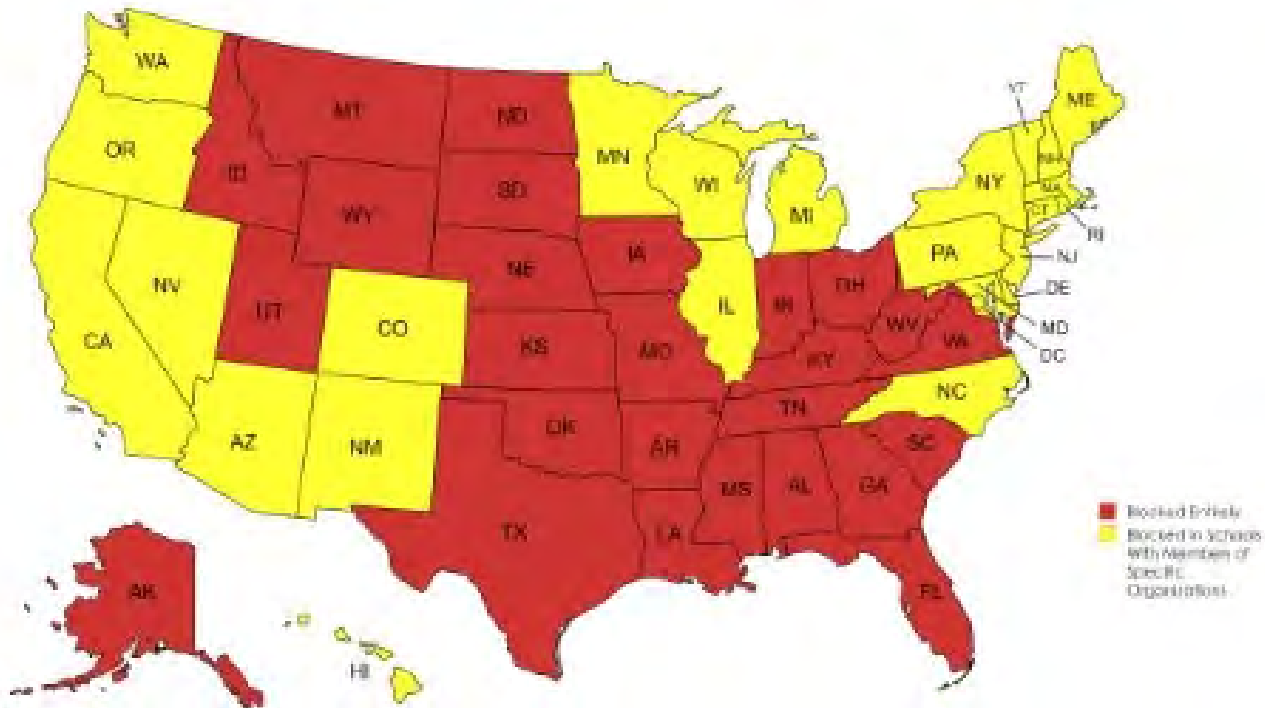 WA
MT
ND
MN
VT
ME
OR
ID
SD
WI
MI
NY
NH
MA
CT
RI
WY
IA
PA
NJ
NV
NE
IL
IN
OH
DE
CA
UT
CO
KS
MO
WV
VA
MD
DC
KY
NC
AZ
NM
OK
AR
TN
SC
MS
AL
GA
TX
LA
FL
AK
HI
Blocked Entirely
Blocked in Schools
With Members of
Specific
Organizations